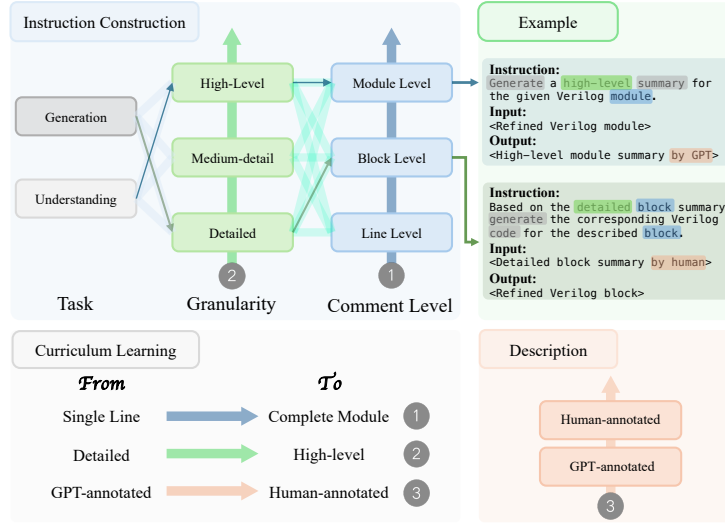 Instruction Construction
Generation
Understanding
Task
High-Level
Medium-detail
Detailed
2
Granularity
Module Level
Block Level
Line Level
1
Comment Level
Example
Instruction:
Generate a high-level summary for
the given Verilog module.
Input:
<Refined Verilog module>
Output:
<High-level module summary by GPT>
Instruction:
Based on the detailed block summary
generate the corresponding Verilog
code for the described block.
Input:
<Detailed block summary by human>
Output:
<Refined Verilog block>
Curriculum Learning
From To
Single Line Complete Module 1
Detailed High-level 2
GPT-annotated Human-annotated 3
Description
Human-annotated
GPT-annotated
3